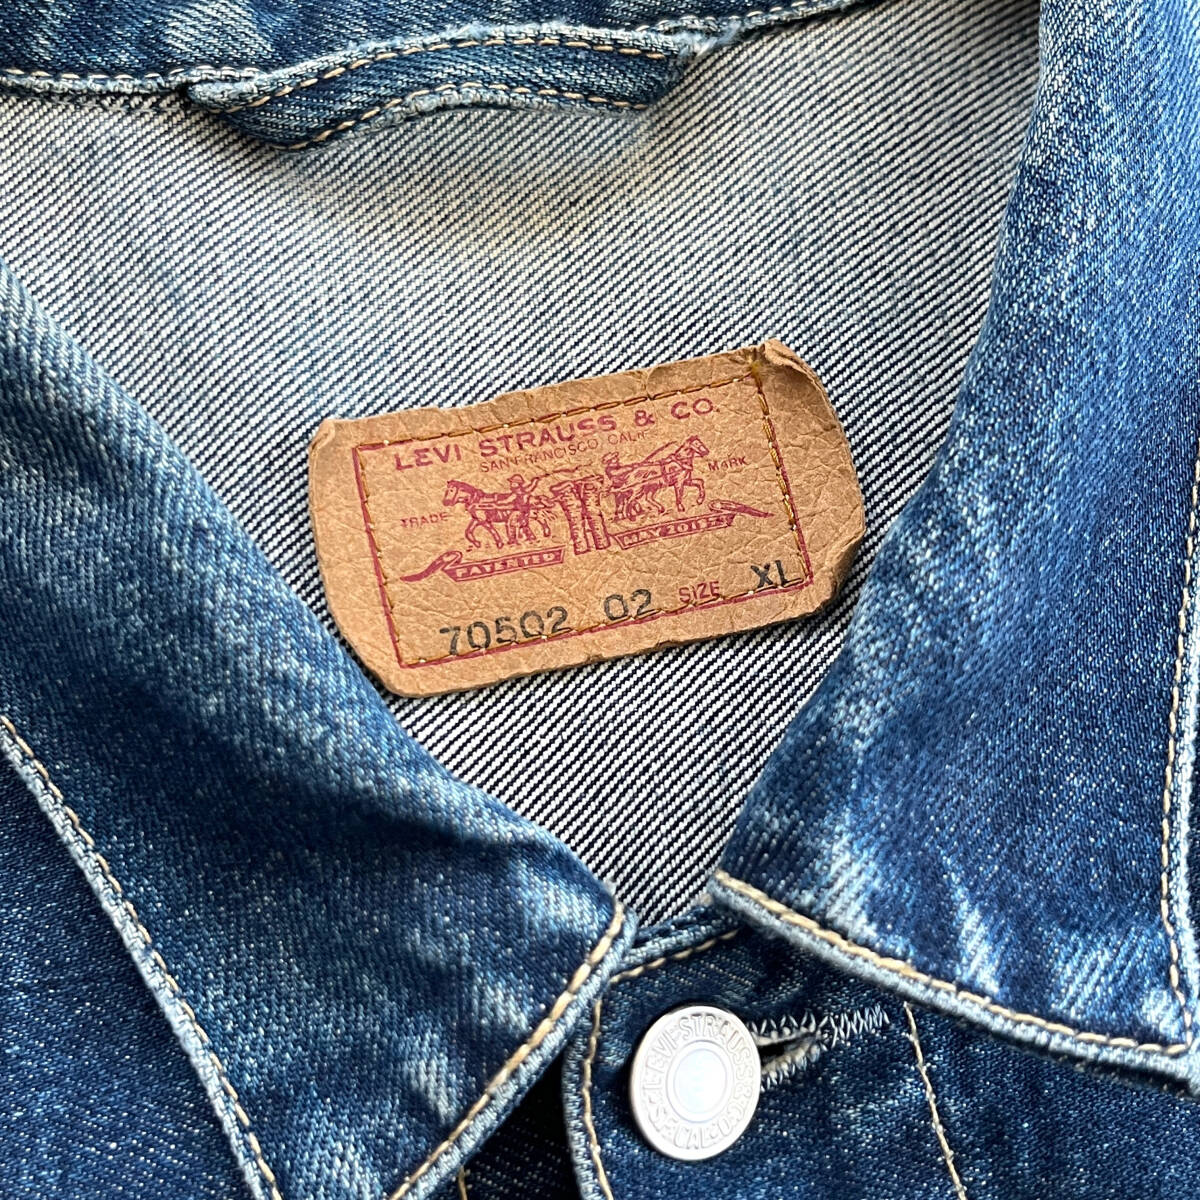 LEVI STRAUSS & CO.
SAN FRANCISCO CALIF
TRADE MARK
PATENTED MAY 20 1873
70502 02 SIZE XL
LEVI STRAUSS & CO. S.F. CAL.